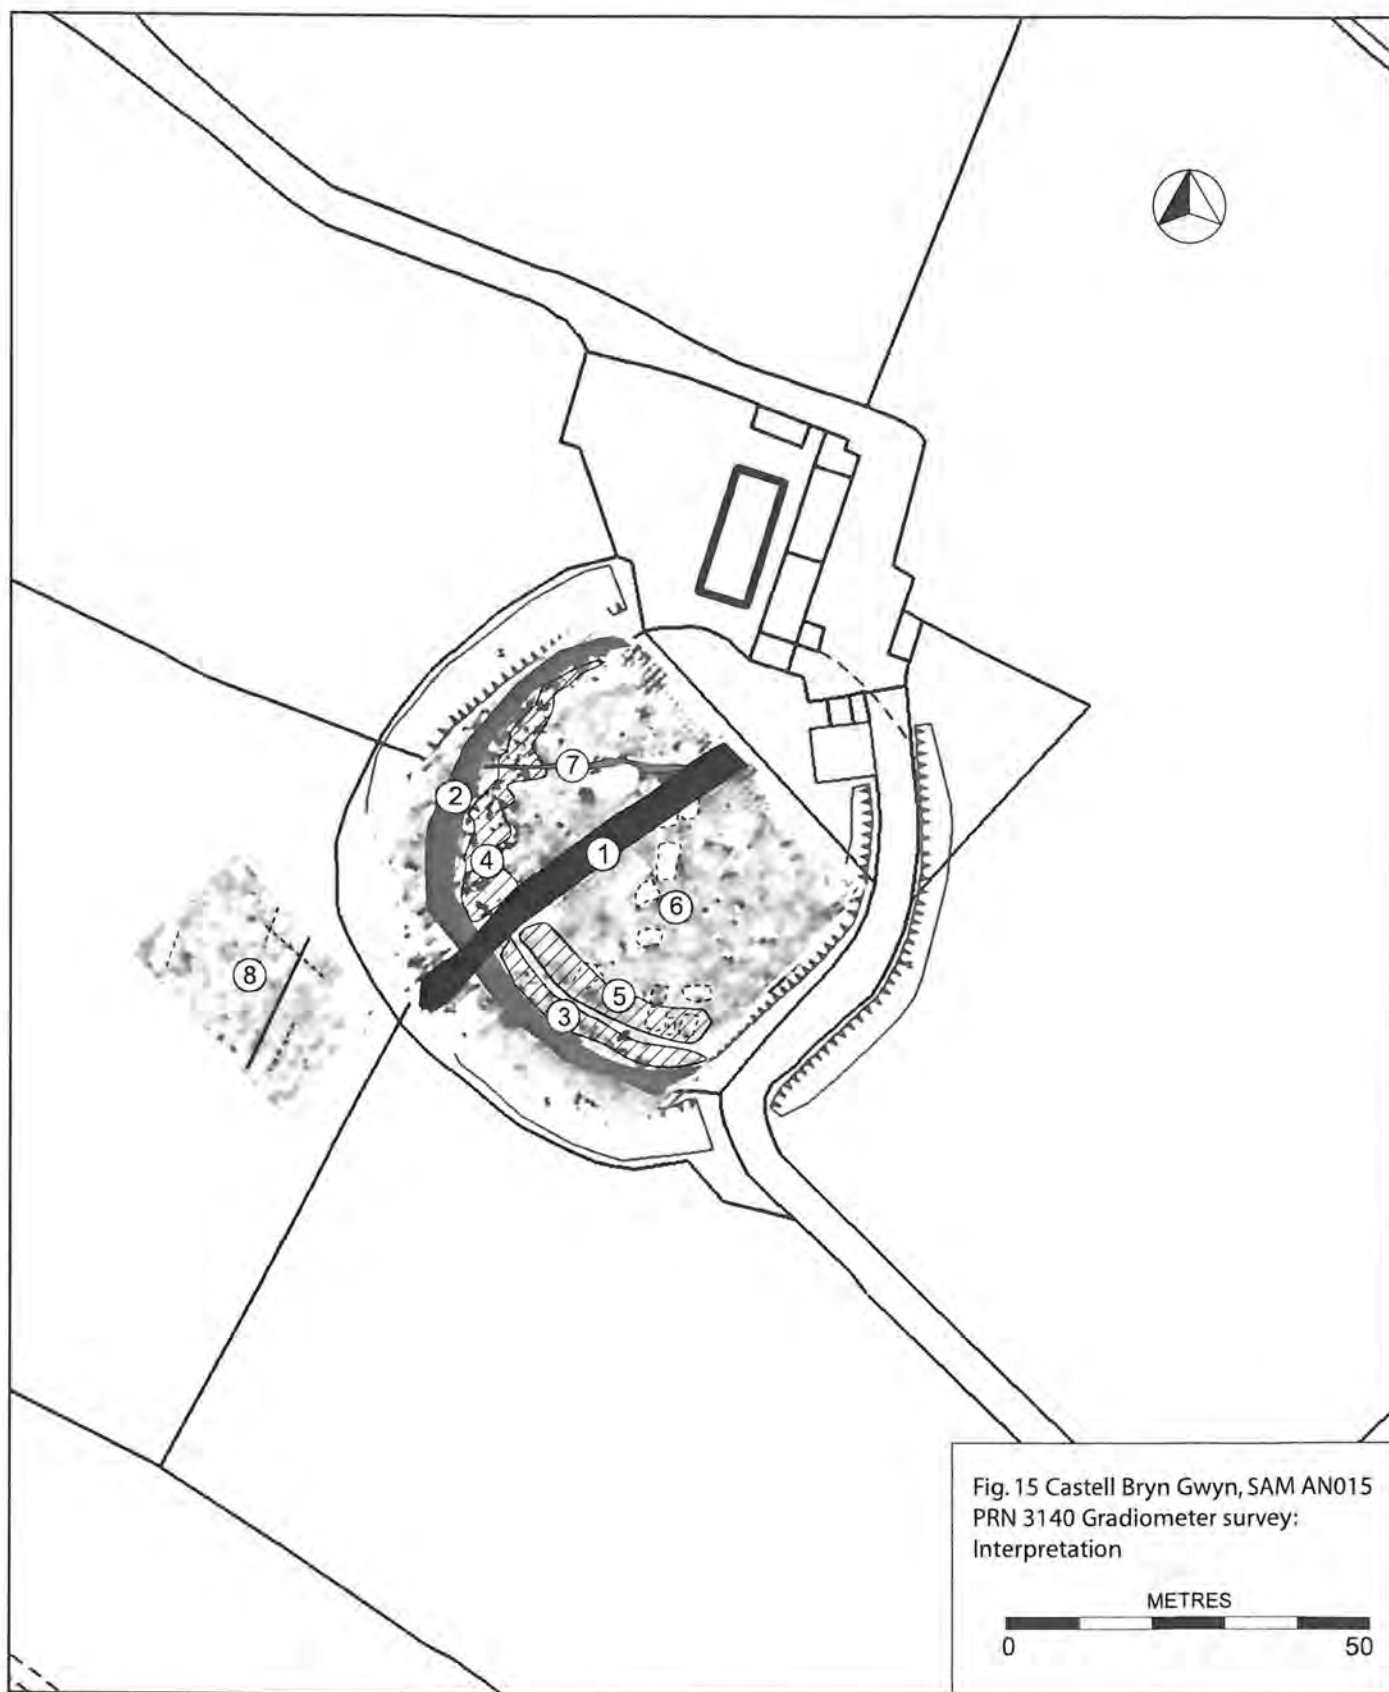 7
2
1
4
6
8
5
3
Fig. 15 Castell Bryn Gwyn, SAM AN015
PRN 3140 Gradiometer survey:
Interpretation
METRES
0 50